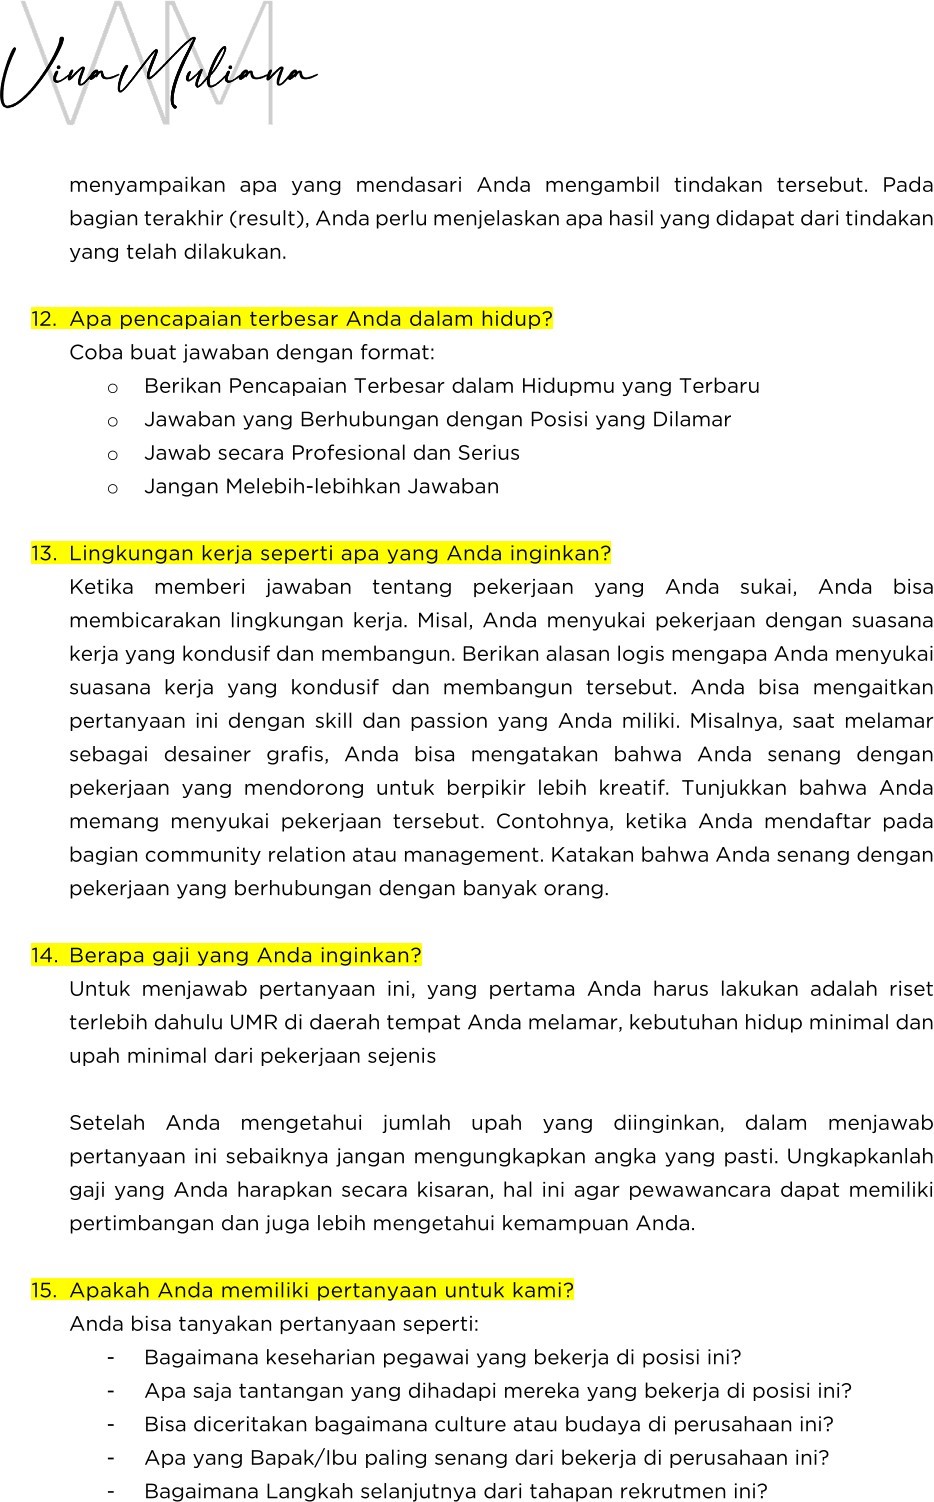 VM
Vina Muliana
menyampaikan apa yang mendasari Anda mengambil tindakan tersebut. Pada
bagian terakhir (result), Anda perlu menjelaskan apa hasil yang didapat dari tindakan
yang telah dilakukan.
12. Apa pencapaian terbesar Anda dalam hidup?
Coba buat jawaban dengan format:
o Berikan Pencapaian Terbesar dalam Hidupmu yang Terbaru
o Jawaban yang Berhubungan dengan Posisi yang Dilamar
o Jawab secara Profesional dan Serius
o Jangan Melebih-lebihkan Jawaban
13. Lingkungan kerja seperti apa yang Anda inginkan?
Ketika memberi jawaban tentang pekerjaan yang Anda sukai, Anda bisa
membicarakan lingkungan kerja. Misal, Anda menyukai pekerjaan dengan suasana
kerja yang kondusif dan membangun. Berikan alasan logis mengapa Anda menyukai
suasana kerja yang kondusif dan membangun tersebut. Anda bisa mengaitkan
pertanyaan ini dengan skill dan passion yang Anda miliki. Misalnya, saat melamar
sebagai desainer grafis, Anda bisa mengatakan bahwa Anda senang dengan
pekerjaan yang mendorong untuk berpikir lebih kreatif. Tunjukkan bahwa Anda
memang menyukai pekerjaan tersebut. Contohnya, ketika Anda mendaftar pada
bagian community relation atau management. Katakan bahwa Anda senang dengan
pekerjaan yang berhubungan dengan banyak orang.
14. Berapa gaji yang Anda inginkan?
Untuk menjawab pertanyaan ini, yang pertama Anda harus lakukan adalah riset
terlebih dahulu UMR di daerah tempat Anda melamar, kebutuhan hidup minimal dan
upah minimal dari pekerjaan sejenis
Setelah Anda mengetahui jumlah upah yang diinginkan, dalam menjawab
pertanyaan ini sebaiknya jangan mengungkapkan angka yang pasti. Ungkapkanlah
gaji yang Anda harapkan secara kisaran, hal ini agar pewawancara dapat memiliki
pertimbangan dan juga lebih mengetahui kemampuan Anda.
15. Apakah Anda memiliki pertanyaan untuk kami?
Anda bisa tanyakan pertanyaan seperti:
- Bagaimana keseharian pegawai yang bekerja di posisi ini?
- Apa saja tantangan yang dihadapi mereka yang bekerja di posisi ini?
- Bisa diceritakan bagaimana culture atau budaya di perusahaan ini?
- Apa yang Bapak/Ibu paling senang dari bekerja di perusahaan ini?
- Bagaimana Langkah selanjutnya dari tahapan rekrutmen ini?